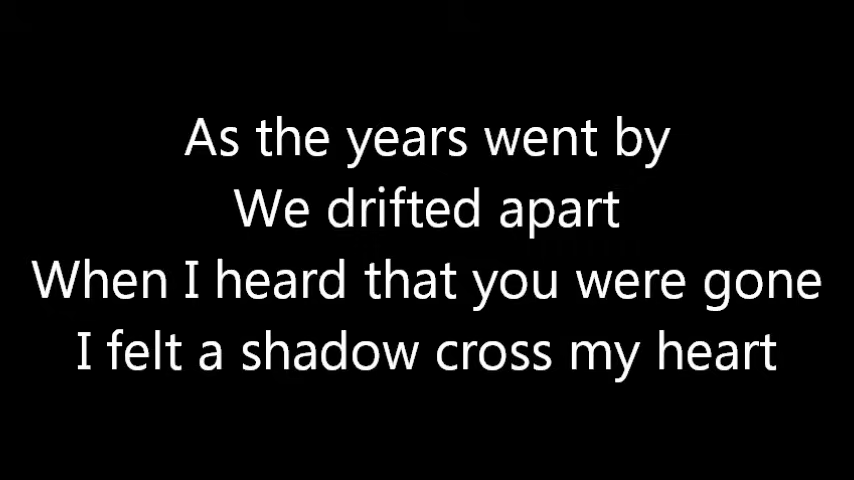 As the years went by
We drifted apart
When I heard that you were gone
I felt a shadow cross my heart